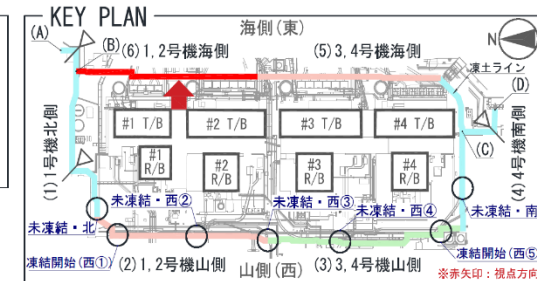 KEY PLAN
海側(東)
N
(A)
(B)
(6)1,2号機海側
(5)3,4号機海側
凍土ライン
(D)
#1 T/B
#2 T/B
#3 T/B
#4 T/B
(C)
(1)1号機北側
(4)4号機南側
#1
R/B
#2
R/B
#3
R/B
#4
R/B
未凍結・西②
未凍結・西③
未凍結・西④
未凍結・北
未凍結・南
凍結開始(西①)
(2)1,2号機山側
山側(西)
(3)3,4号機山側
凍結開始(西⑤)
※赤矢印：視点方向